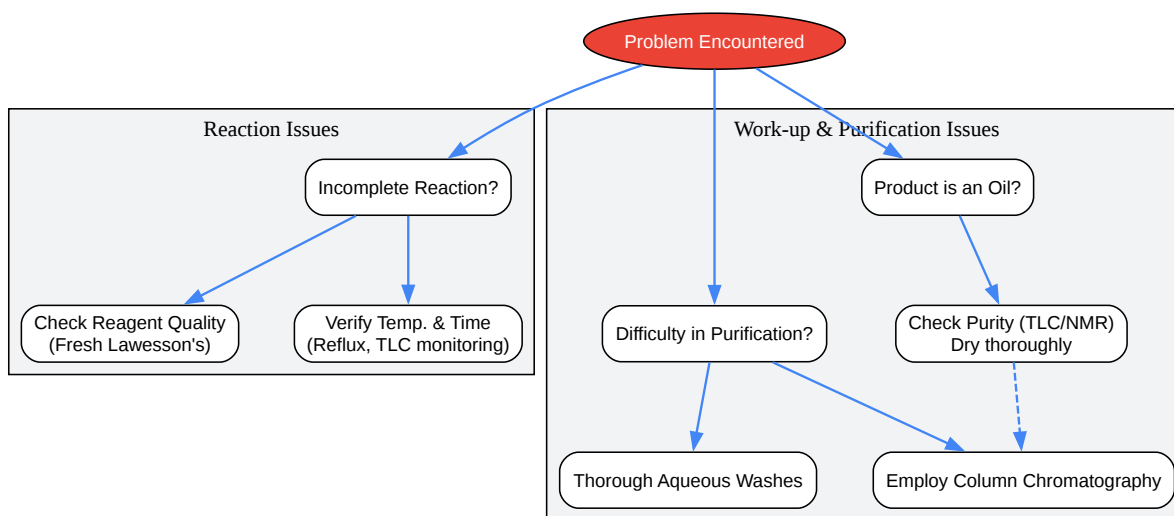 Problem Encountered
Reaction Issues
Work-up & Purification Issues
Incomplete Reaction?
Product is an Oil?
Check Reagent Quality
(Fresh Lawesson's)
Verify Temp. & Time
(Reflux, TLC monitoring)
Difficulty in Purification?
Check Purity (TLC/NMR)
Dry thoroughly
Thorough Aqueous Washes
Employ Column Chromatography